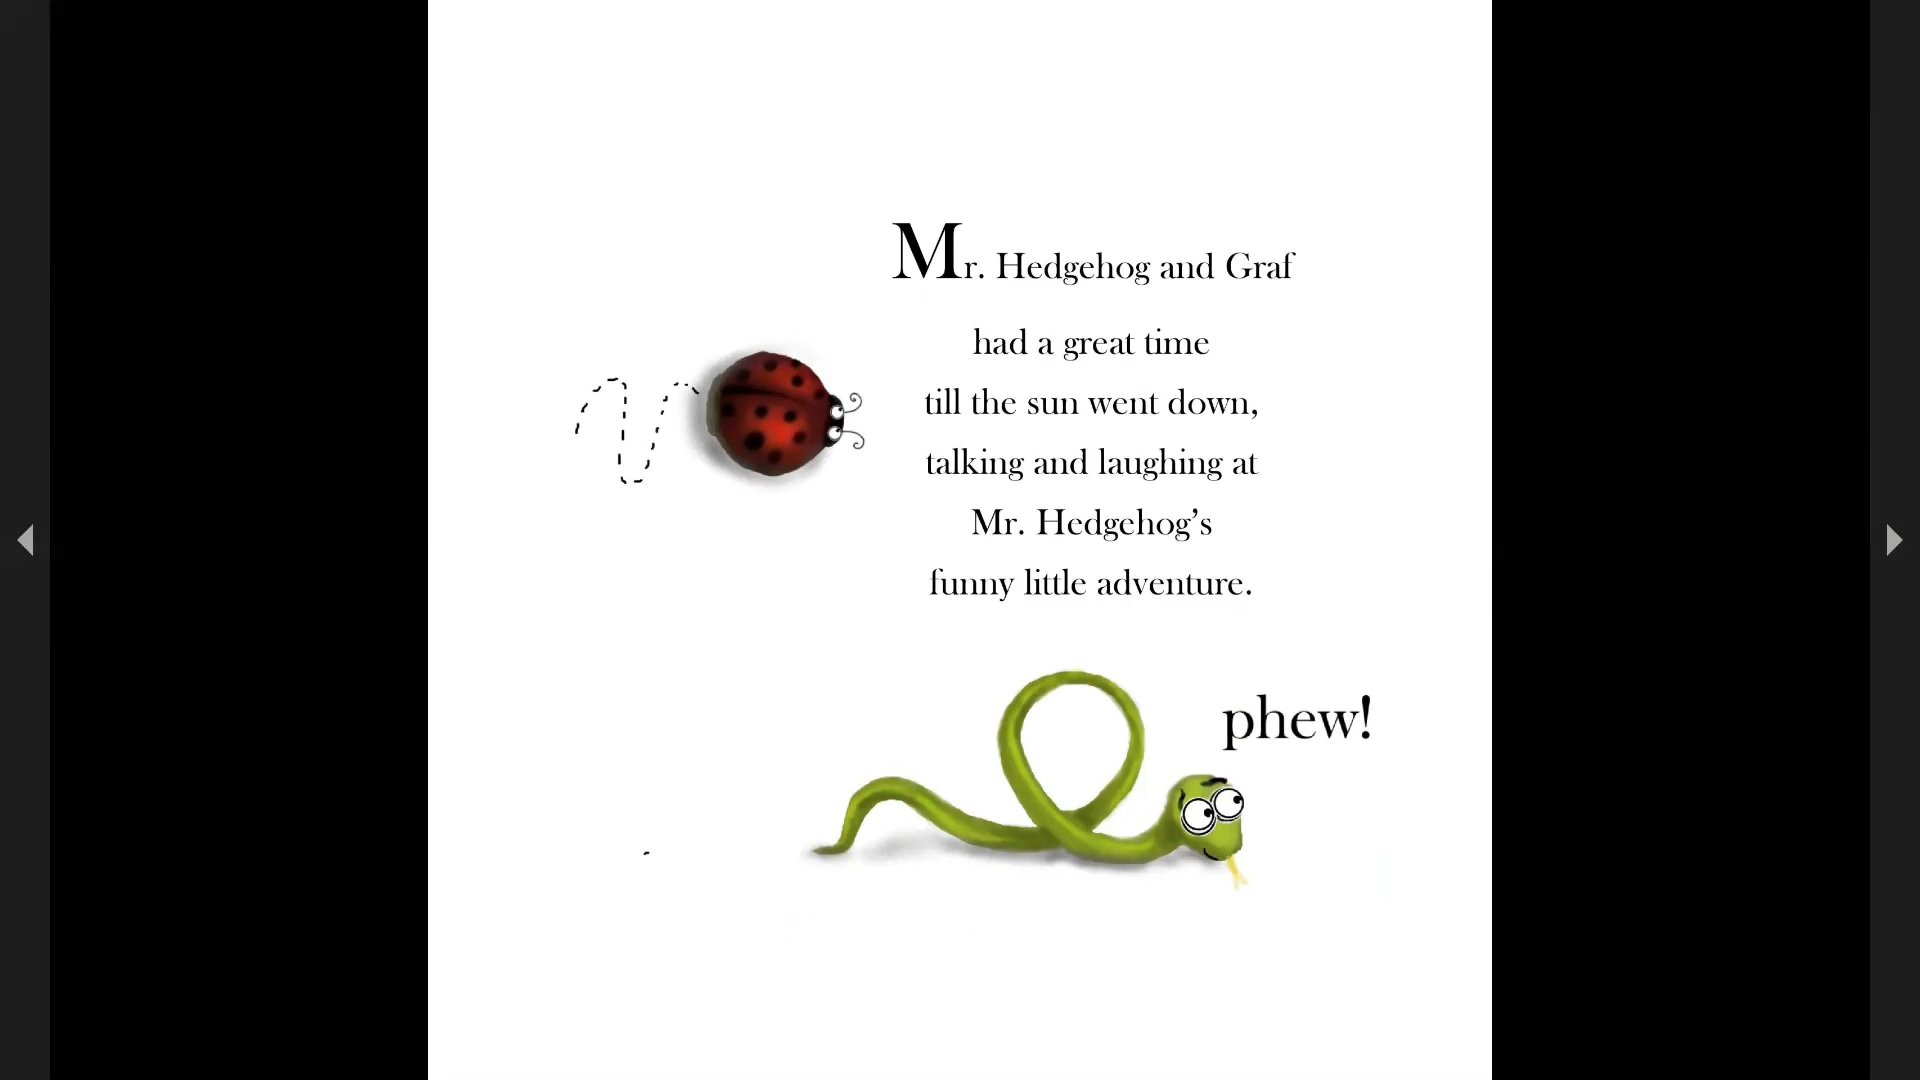 Mr. Hedgehog and Graf
had a great time
till the sun went down,
talking and laughing at
Mr. Hedgehog’s
funny little adventure.
phew!